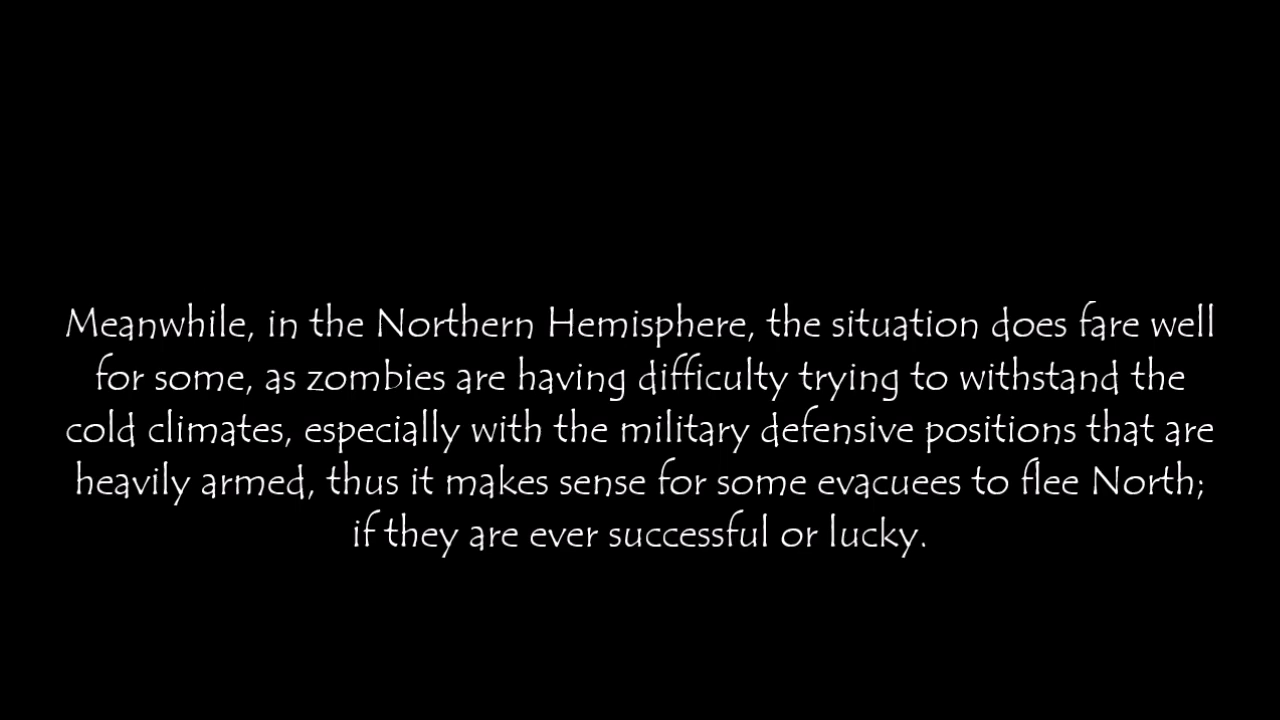 Meanwhile, in the Northern Hemisphere, the situation does fare well
for some, as zombies are having difficulty trying to withstand the
cold climates, especially with the military defensive positions that are
heavily armed, thus it makes sense for some evacuees to flee North;
if they are ever successful or lucky.